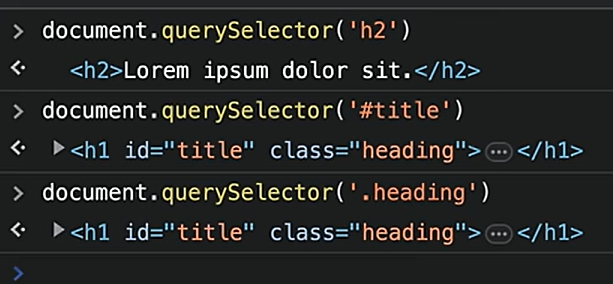 > document.querySelector('h2')
<h2>Lorem ipsum dolor sit.</h2>
> document.querySelector('#title')
<h1 id="title" class="heading">…</h1>
> document.querySelector('.heading')
<h1 id="title" class="heading">…</h1>
>